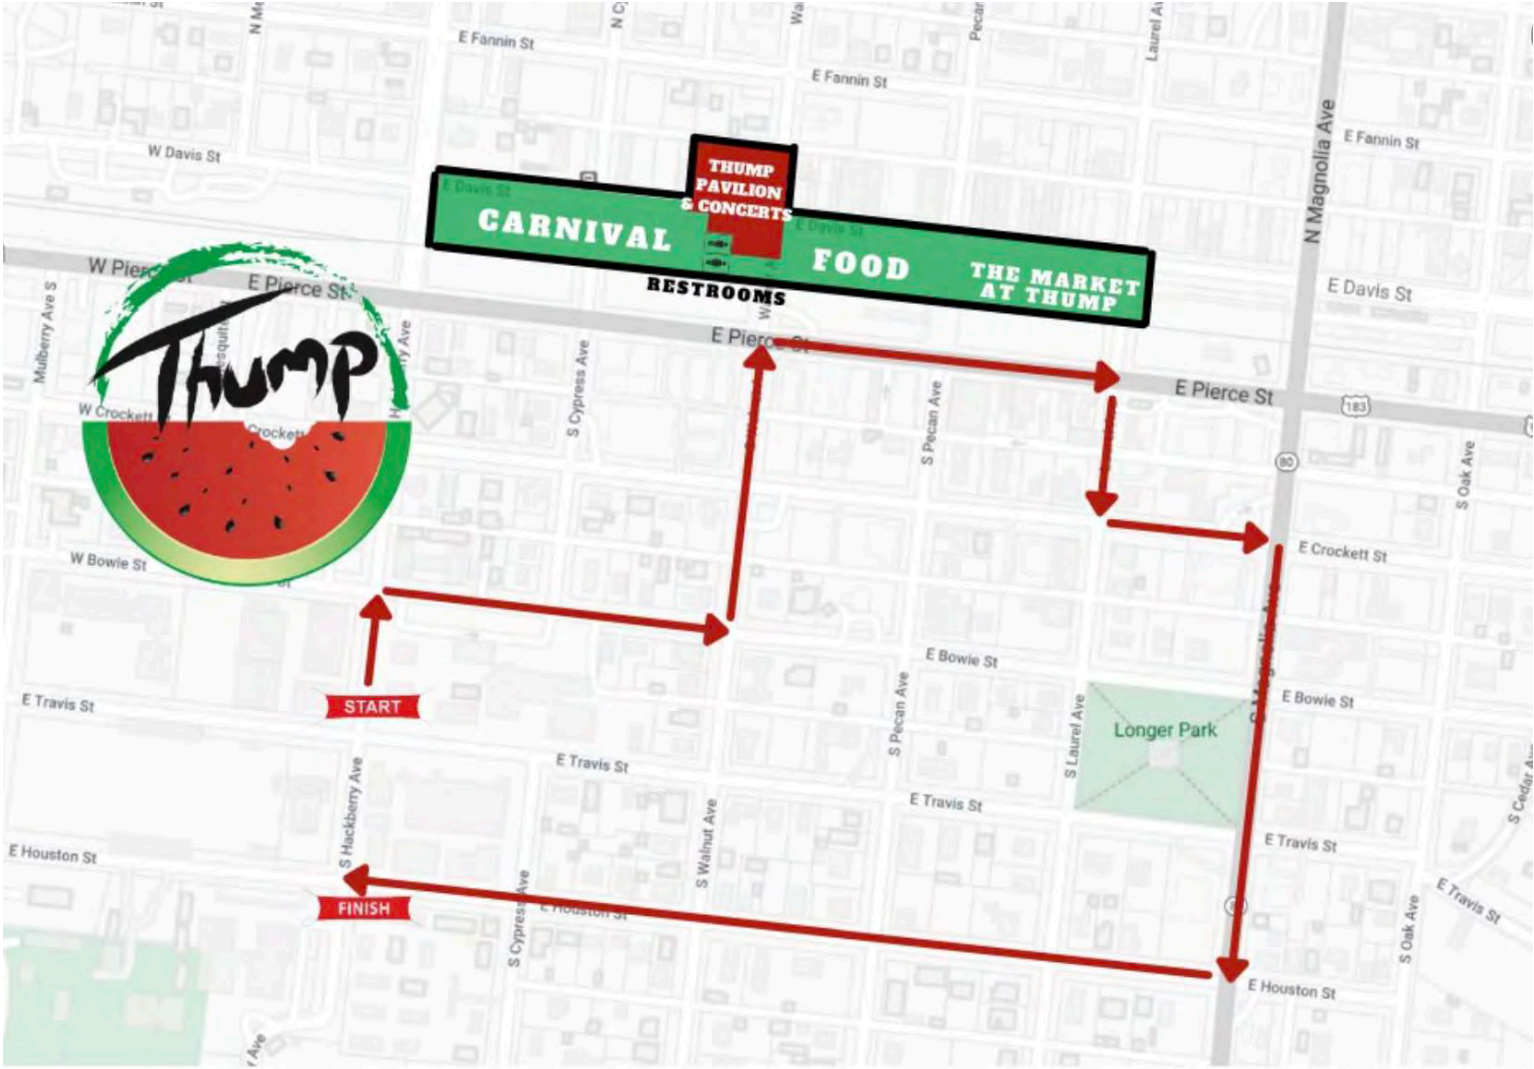 E Fannin St
E Fannin St
E Fannin St
N Magnolia Ave
W Davis St
E Davis St
THUMP
PAVILION
& CONCERTS
E Davis St
CARNIVAL
FOOD
THE MARKET
AT THUMP
RESTROOMS
E Davis St
E Pierce St
E Pierce St
E Pierce St
183
Mulberry Ave S
Thump
S Cypress Ave
S Pecan Ave
W Crockett
Crockett
80
S Oak Ave
E Crockett St
W Bowie St
E Bowie St
E Bowie St
S Magnolia Ave
START
E Travis St
Longer Park
S Pecan Ave
S Laurel Ave
E Travis St
E Travis St
E Travis St
S Hackberry Ave
S Walnut Ave
E Houston St
FINISH
S Cypress Ave
E Houston St
E Travis St
S Oak Ave
E Houston St